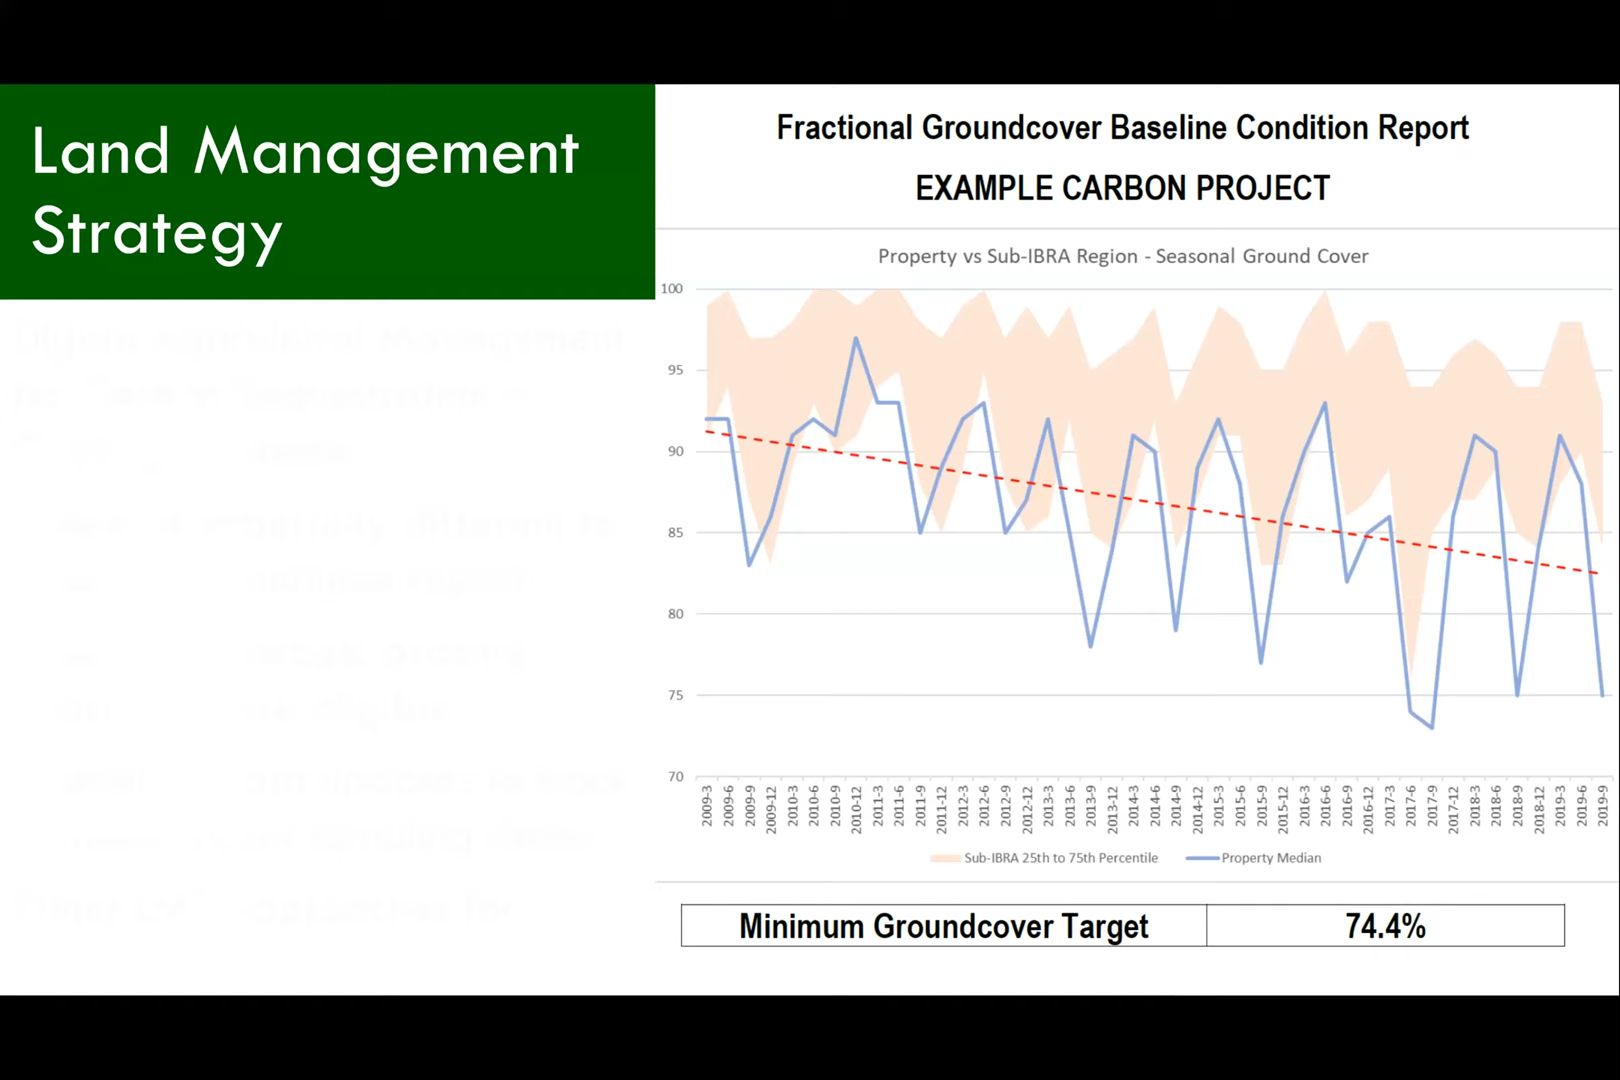 Land Management
Strategy
Fractional Groundcover Baseline Condition Report
EXAMPLE CARBON PROJECT
Property vs Sub-IBRA Region - Seasonal Ground Cover
100
95
90
85
80
75
70
2009-3 2009-6 2009-9 2009-12 2010-3 2010-6 2010-9 2010-12 2011-3 2011-6 2011-9 2011-12 2012-3 2012-6 2012-9 2012-12 2013-3 2013-6 2013-9 2013-12 2014-3 2014-6 2014-9 2014-12 2015-3 2015-6 2015-9 2015-12 2016-3 2016-6 2016-9 2016-12 2017-3 2017-6 2017-9 2017-12 2018-3 2018-6 2018-9 2018-12 2019-3 2019-6 2019-9
Sub-IBRA 25th to 75th Percentile Property Median
Minimum Groundcover Target 74.4%